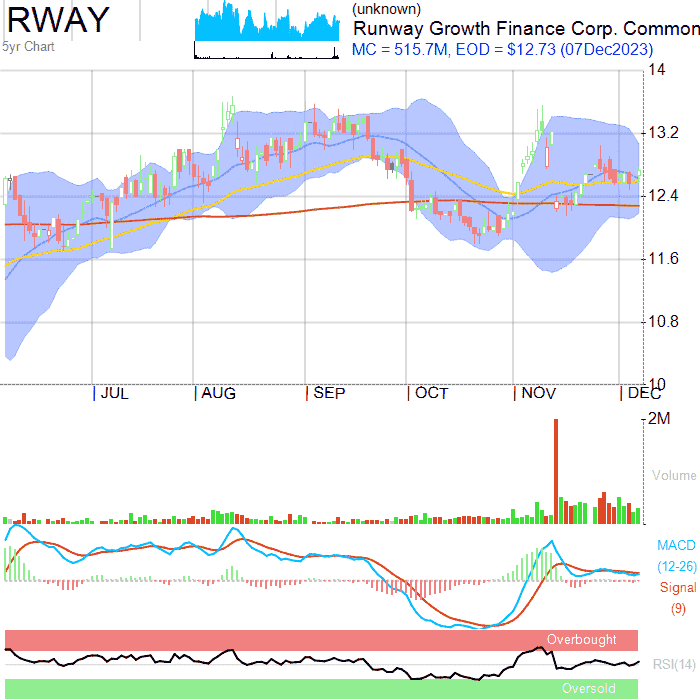 RWAY
5yr Chart
(unknown)
Runway Growth Finance Corp. Common
MC = 515.7M, EOD = $12.73 (07Dec2023)
14
13.2
12.4
11.6
10.8
10
JUL AUG SEP OCT NOV DEC
2M
Volume
MACD
(12-26)
Signal
(9)
Overbought
RSI(14)
Oversold